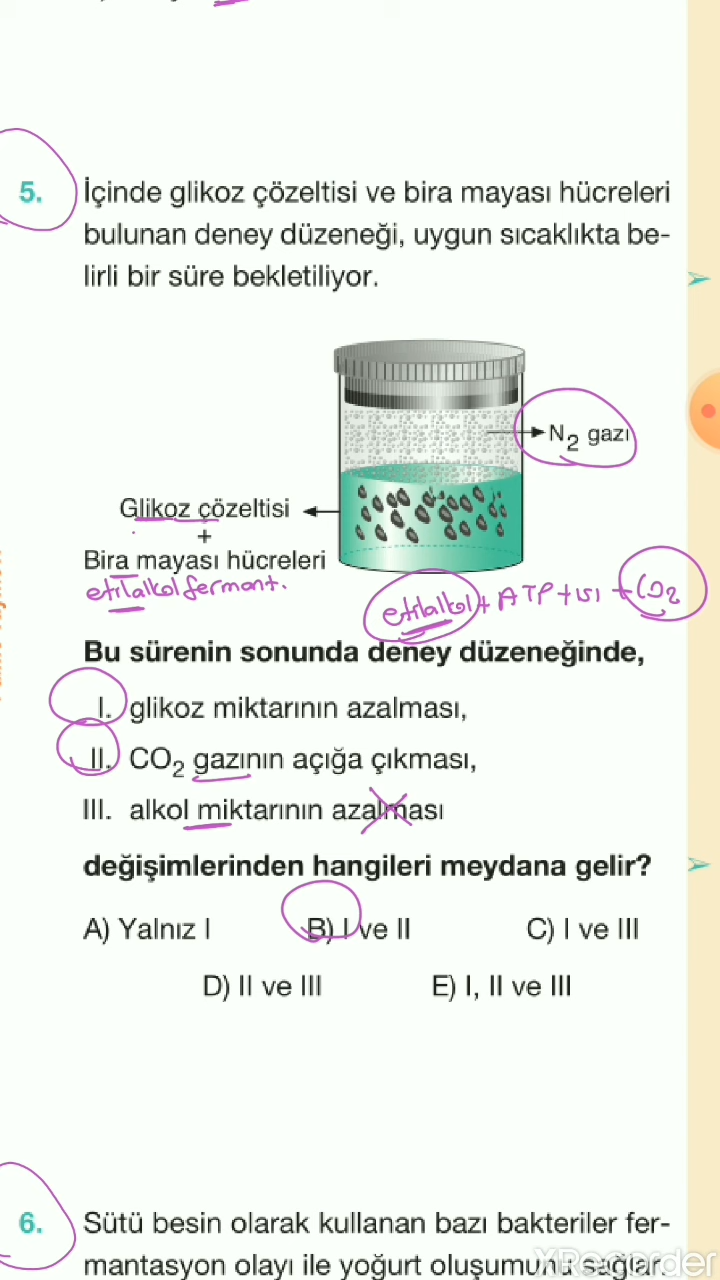 5. İçinde glikoz çözeltisi ve bira mayası hücreleri
bulunan deney düzeneği, uygun sıcaklıkta be-
lirli bir süre bekletiliyor.
N2 gazı
Glikoz çözeltisi
+
Bira mayası hücreleri
etilalkol fermant.
etilalkol + ATP + ısı + CO2
Bu sürenin sonunda deney düzeneğinde,
I. glikoz miktarının azalması,
II. CO2 gazının açığa çıkması,
III. alkol miktarının azalması
değişimlerinden hangileri meydana gelir?
A) Yalnız I B) I ve II C) I ve III
D) II ve III E) I, II ve III
6. Sütü besin olarak kullanan bazı bakteriler fer-
mantasyon olayı ile yoğurt oluşumunu sağlar.
XRecorder